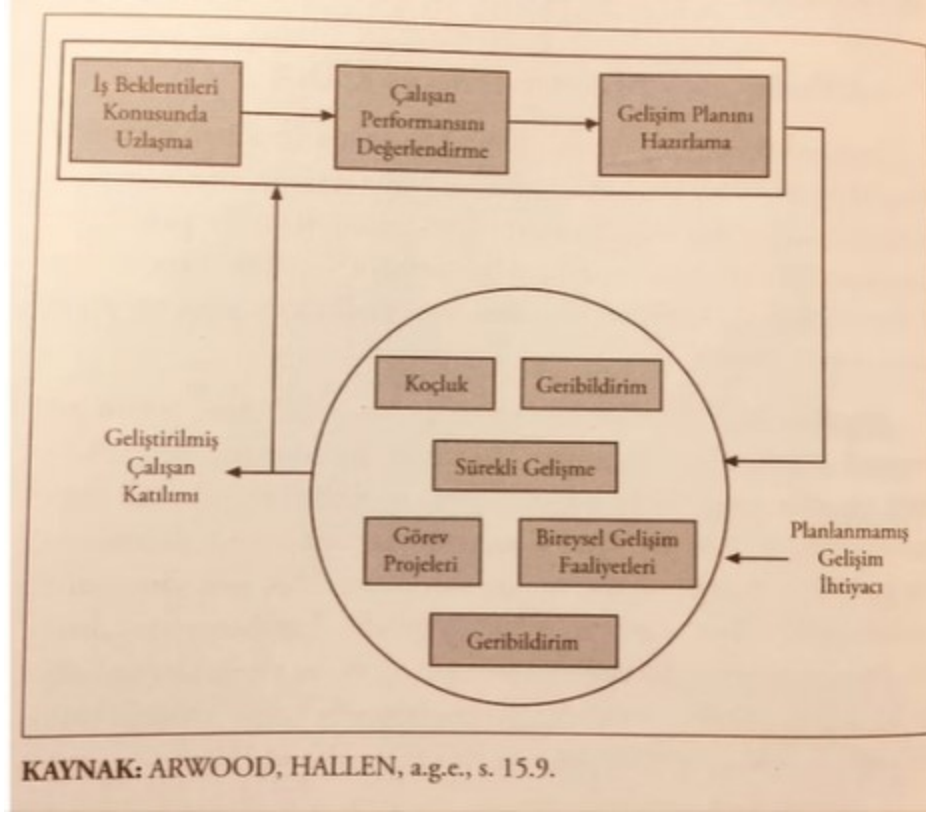 İş Beklentileri
Konusunda
Uzlaşma
Çalışan
Performansını
Değerlendirme
Gelişim Planını
Hazırlama
Koçluk
Geribildirim
Sürekli Gelişme
Geliştirilmiş
Çalışan
Katılımı
Görev
Projeleri
Bireysel Gelişim
Faaliyetleri
Planlanmamış
Gelişim
İhtiyacı
Geribildirim
KAYNAK: ARWOOD, HALLEN, a.g.e., s. 15.9.